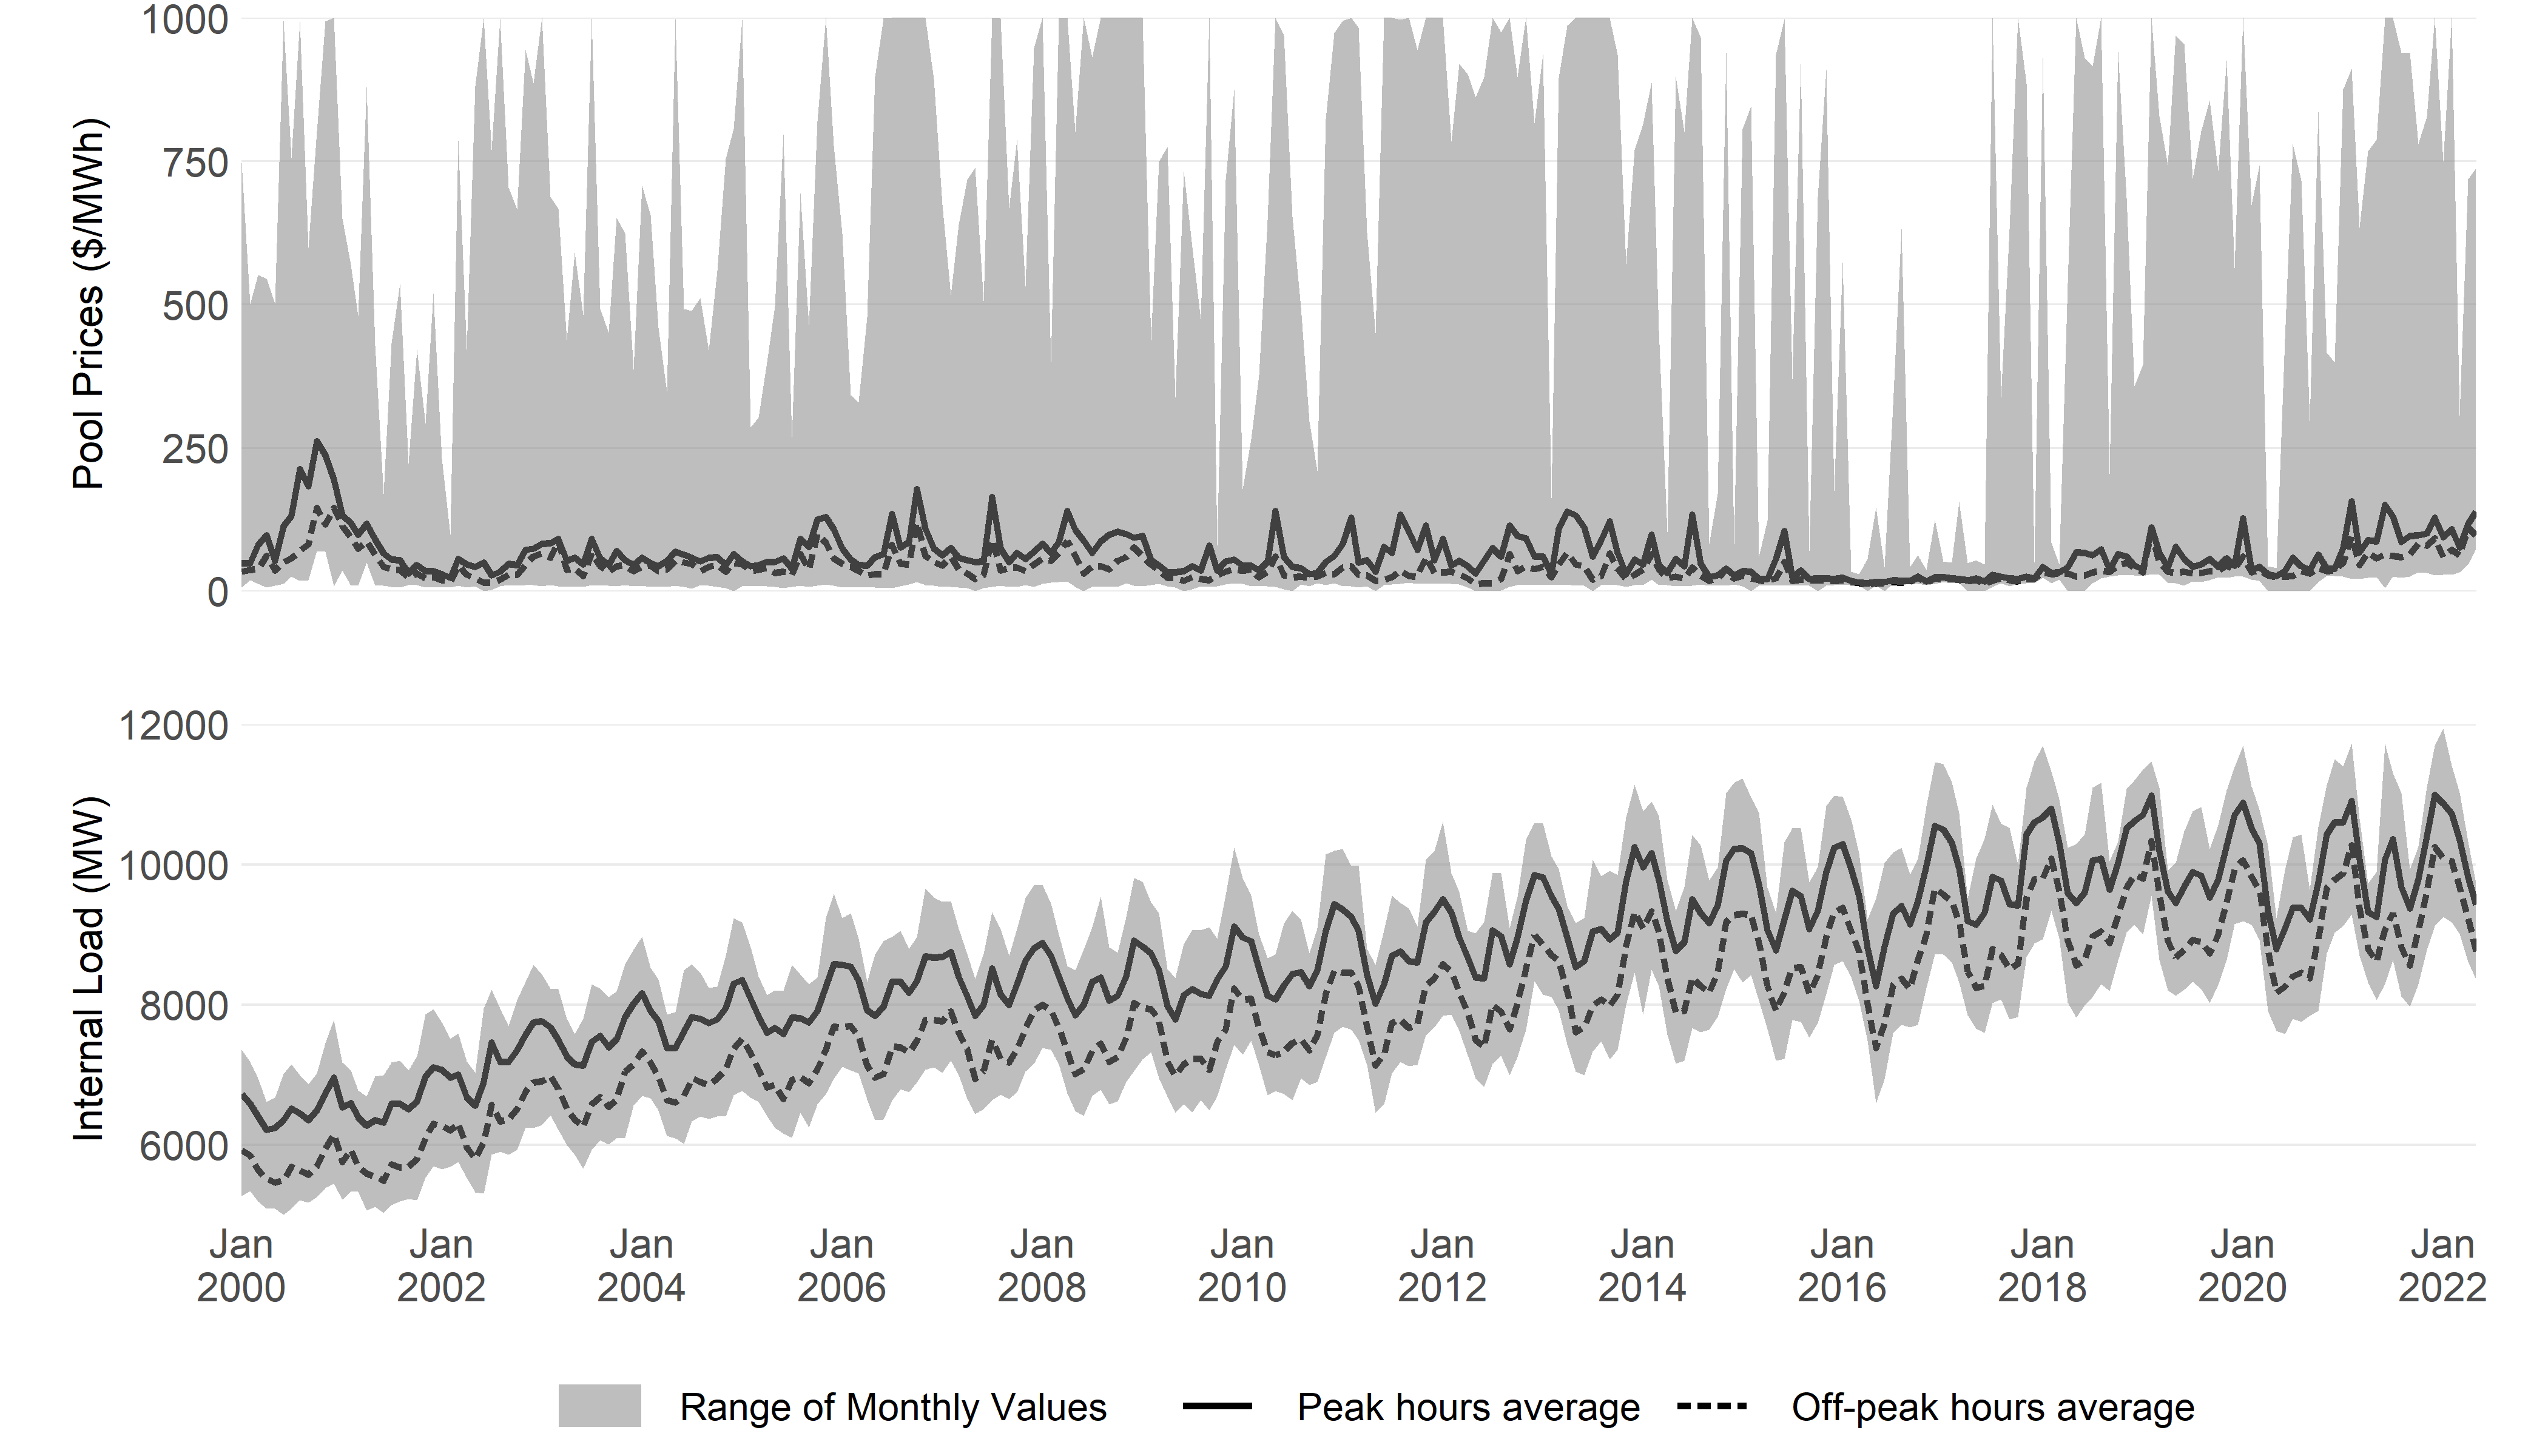 Pool Prices ($/MWh)
1000
750
500
250
0
Internal Load (MW)
12000
10000
8000
6000
Jan 2000
Jan 2002
Jan 2004
Jan 2006
Jan 2008
Jan 2010
Jan 2012
Jan 2014
Jan 2016
Jan 2018
Jan 2020
Jan 2022
Range of Monthly Values
Peak hours average
Off-peak hours average